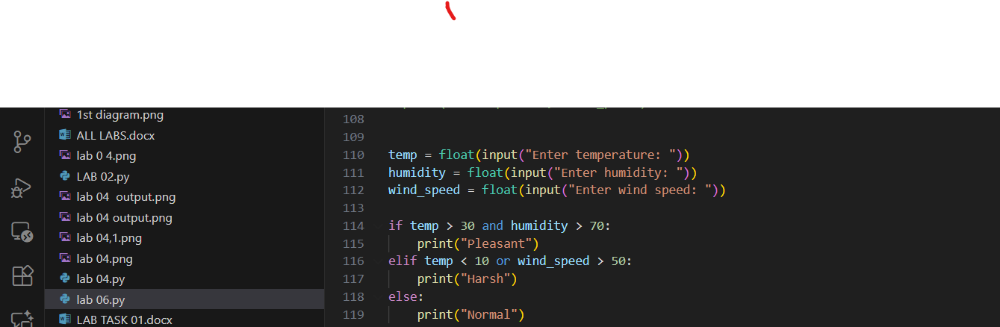 1st diagram.png
ALL LABS.docx
lab 0 4.png
LAB 02.py
lab 04  output.png
lab 04 output.png
lab 04,1.png
lab 04.png
lab 04.py
lab 06.py
LAB TASK 01.docx
108
109
110 temp = float(input("Enter temperature: "))
111 humidity = float(input("Enter humidity: "))
112 wind_speed = float(input("Enter wind speed: "))
113
114 if temp > 30 and humidity > 70:
115     print("Pleasant")
116 elif temp < 10 or wind_speed > 50:
117     print("Harsh")
118 else:
119     print("Normal")